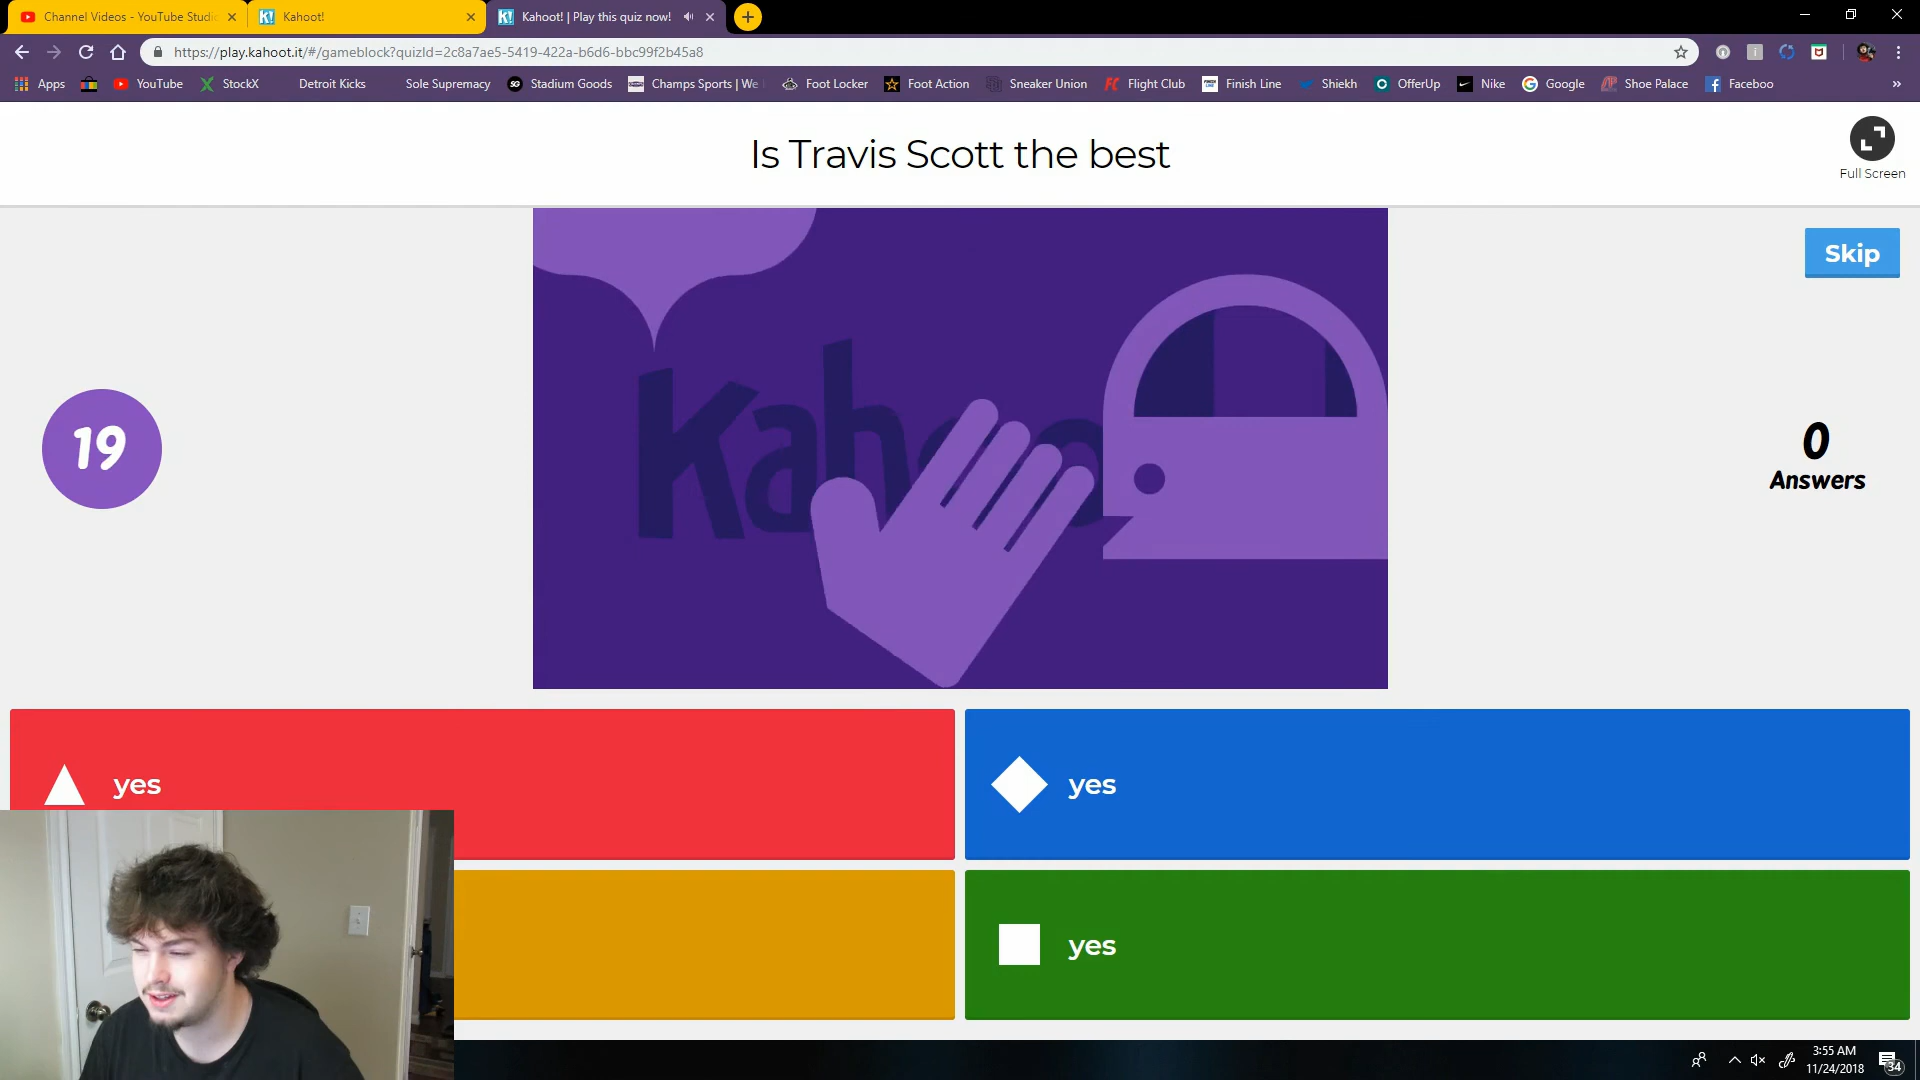 Channel Videos - YouTube Studi
Kahoot!
Kahoot! | Play this quiz now!
https://play.kahoot.it/#/gameblock?quizId=2c8a7ae5-5419-422a-b6d6-bbc99f2b45a8
Apps YouTube StockX Detroit Kicks Sole Supremacy Stadium Goods Champs Sports | We Foot Locker Foot Action Sneaker Union Flight Club Finish Line Shiekh OfferUp Nike Google Shoe Palace Faceboo
Is Travis Scott the best
Full Screen
Skip
Kahoo
19
0
Answers
yes
yes
yes
3:55 AM
11/24/2018
34